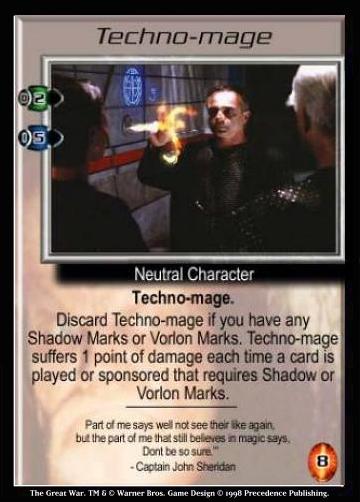 Techno-mage
2
5
Neutral Character
Techno-mage.
Discard Techno-mage if you have any
Shadow Marks or Vorlon Marks. Techno-mage
suffers 1 point of damage each time a card is
played or sponsored that requires Shadow or
Vorlon Marks.
Part of me says well not see their like again,
but the part of me that still believes in magic says,
Dont be so sure."'
- Captain John Sheridan
8
The Great War. TM & © Warner Bros. Game Design © 1998 Precedence Publishing.